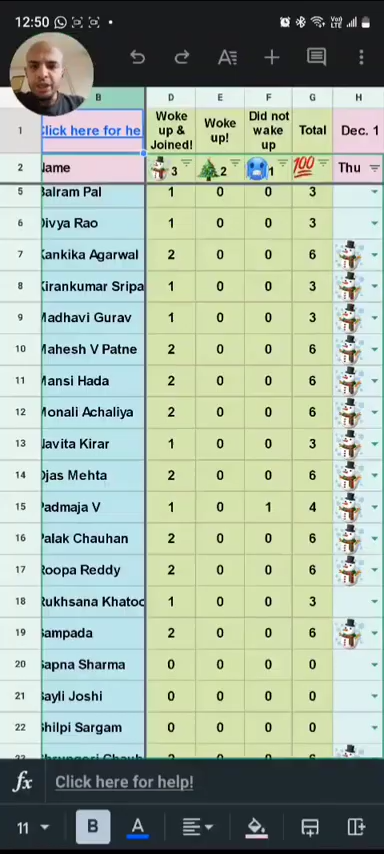 12:50
B D E F G H
1 Click here for he Woke up & Joined! Woke up! Did not wake up Total Dec. 1
2 Name 3 2 1 100 Thu
5 Balram Pal 1 0 0 3
6 Divya Rao 1 0 0 3
7 Kankika Agarwal 2 0 0 6
8 Kirankumar Sripa 1 0 0 3
9 Madhavi Gurav 1 0 0 3
10 Mahesh V Patne 2 0 0 6
11 Mansi Hada 2 0 0 6
12 Monali Achaliya 2 0 0 6
13 Navita Kirar 1 0 0 3
14 Ojas Mehta 2 0 0 6
15 Padmaja V 1 0 1 4
16 Palak Chauhan 2 0 0 6
17 Roopa Reddy 2 0 0 6
18 Rukhsana Khatoo 1 0 0 3
19 Sampada 2 0 0 6
20 Sapna Sharma 0 0 0 0
21 Sayli Joshi 0 0 0 0
22 Shilpi Sargam 0 0 0 0
fx Click here for help!
11 B A